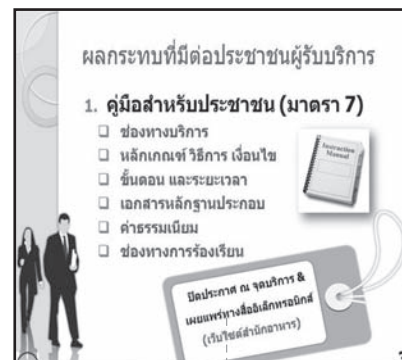 ผลกระทบที่มีต่อประชาชนผู้รับบริการ
1. คู่มือสำหรับประชาชน (มาตรา 7)
❑ ช่องทางบริการ
❑ หลักเกณฑ์ วิธีการ เงื่อนไข
❑ ขั้นตอน และระยะเวลา
❑ เอกสารหลักฐานประกอบ
❑ ค่าธรรมเนียม
❑ ช่องทางการร้องเรียน
Instruction
Manual
ปิดประกาศ ณ จุดบริการ &
เผยแพร่ทางสื่ออิเล็กทรอนิกส์
(เว็บไซต์สำนักอาหาร)